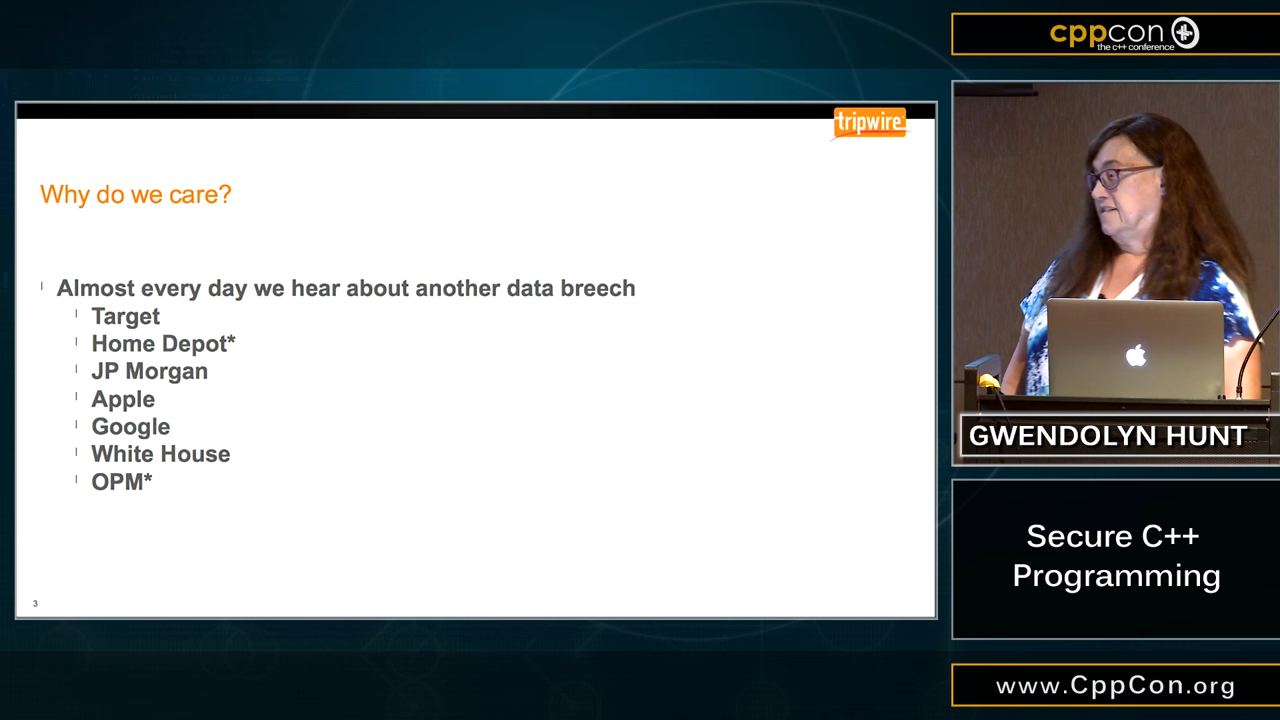 cppcon
the c++ conference
tripwire
Why do we care?
Almost every day we hear about another data breech
Target
Home Depot*
JP Morgan
Apple
Google
White House
OPM*
3
GWENDOLYN HUNT
Secure C++
Programming
www.CppCon.org